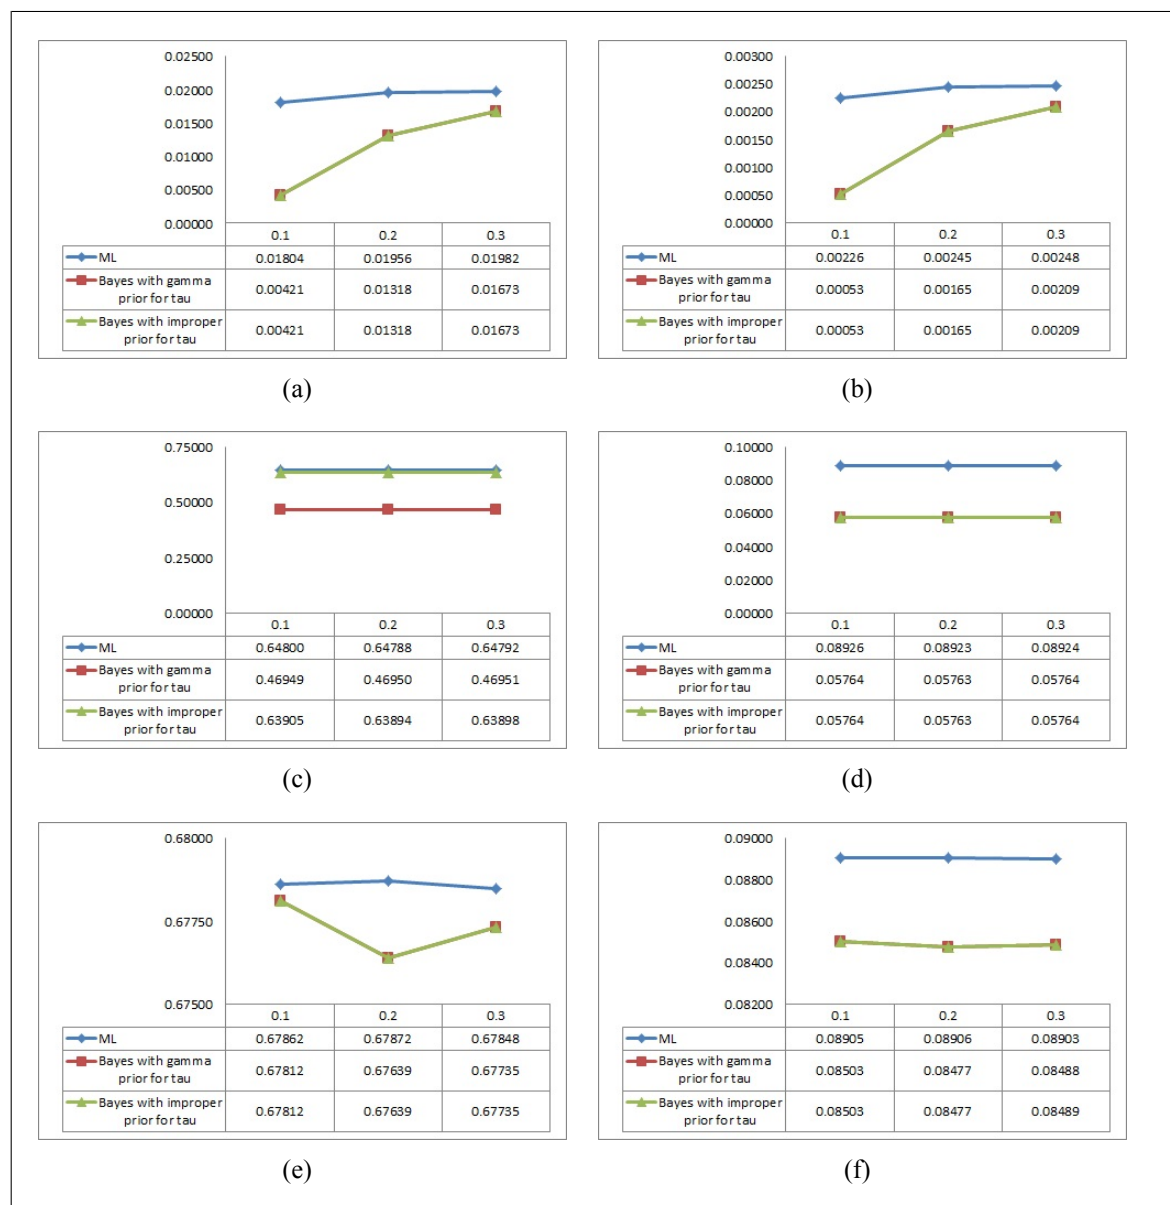 0.02500
0.02000
0.01500
0.01000
0.00500
0.00000
0.1 0.2 0.3
ML 0.01804 0.01956 0.01982
Bayes with gamma
prior for tau 0.00421 0.01318 0.01673
Bayes with improper
prior for tau 0.00421 0.01318 0.01673
(a)
0.00300
0.00250
0.00200
0.00150
0.00100
0.00050
0.00000
0.1 0.2 0.3
ML 0.00226 0.00245 0.00248
Bayes with gamma
prior for tau 0.00053 0.00165 0.00209
Bayes with improper
prior for tau 0.00053 0.00165 0.00209
(b)
0.75000
0.50000
0.25000
0.00000
0.1 0.2 0.3
ML 0.64800 0.64788 0.64792
Bayes with gamma
prior for tau 0.46949 0.46950 0.46951
Bayes with improper
prior for tau 0.63905 0.63894 0.63898
(c)
0.10000
0.08000
0.06000
0.04000
0.02000
0.00000
0.1 0.2 0.3
ML 0.08926 0.08923 0.08924
Bayes with gamma
prior for tau 0.05764 0.05763 0.05764
Bayes with improper
prior for tau 0.05764 0.05763 0.05764
(d)
0.68000
0.67750
0.67500
0.1 0.2 0.3
ML 0.67862 0.67872 0.67848
Bayes with gamma
prior for tau 0.67812 0.67639 0.67735
Bayes with improper
prior for tau 0.67812 0.67639 0.67735
(e)
0.09000
0.08800
0.08600
0.08400
0.08200
0.1 0.2 0.3
ML 0.08905 0.08906 0.08903
Bayes with gamma
prior for tau 0.08503 0.08477 0.08488
Bayes with improper
prior for tau 0.08503 0.08477 0.08489
(f)